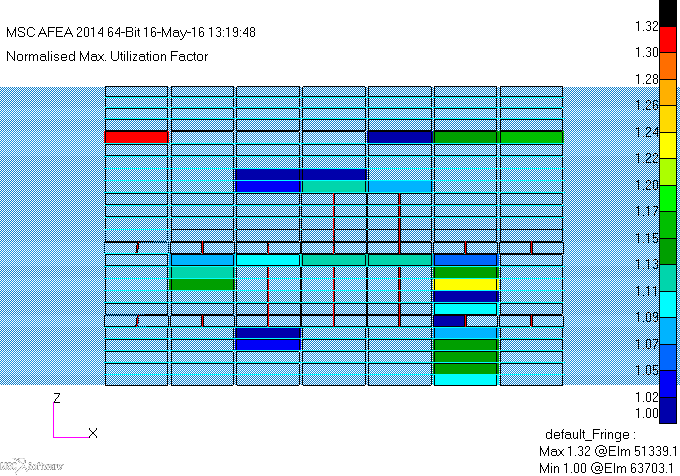 MSC AFEA 2014 64-Bit 16-May-16 13:19:48
Normalised Max. Utilization Factor
1.32
1.30
1.28
1.26
1.24
1.22
1.20
1.17
1.15
1.13
1.11
1.09
1.07
1.05
1.02
1.00
Z
X
default_Fringe :
Max 1.32 @Elm 51339.1
Min 1.00 @Elm 63703.1
MSC Software